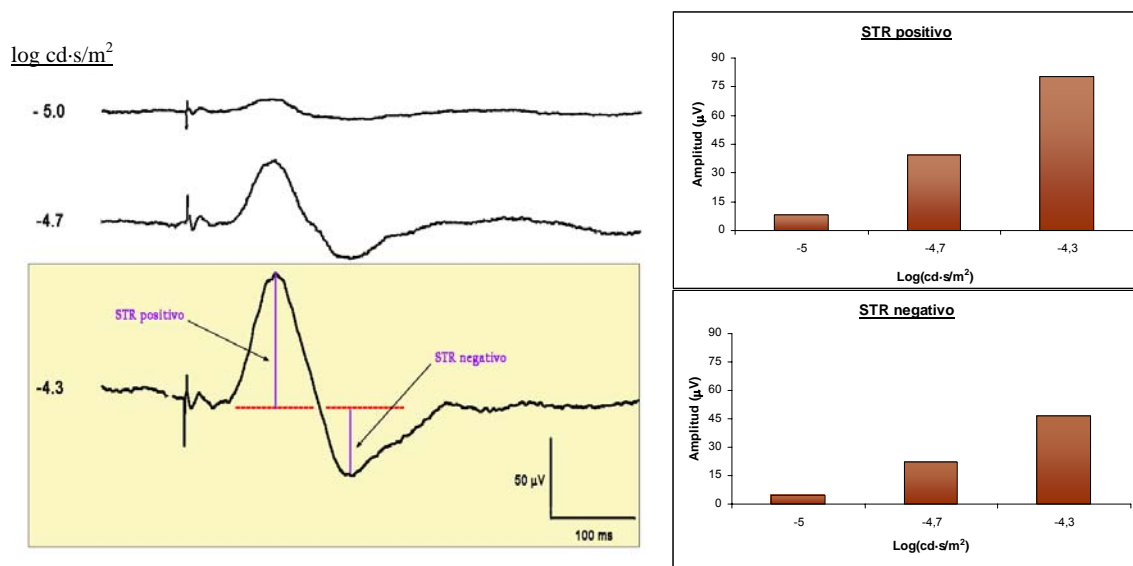 log cd·s/m²
- 5.0
-4.7
-4.3
STR positivo
STR negativo
50 µV
100 ms
STR positivo
Amplitud (µV)
90
75
60
45
30
15
0
-5
-4,7
-4,3
Log(cd·s/m²)
STR negativo
Amplitud (µV)
90
75
60
45
30
15
0
-5
-4,7
-4,3
Log(cd·s/m²)